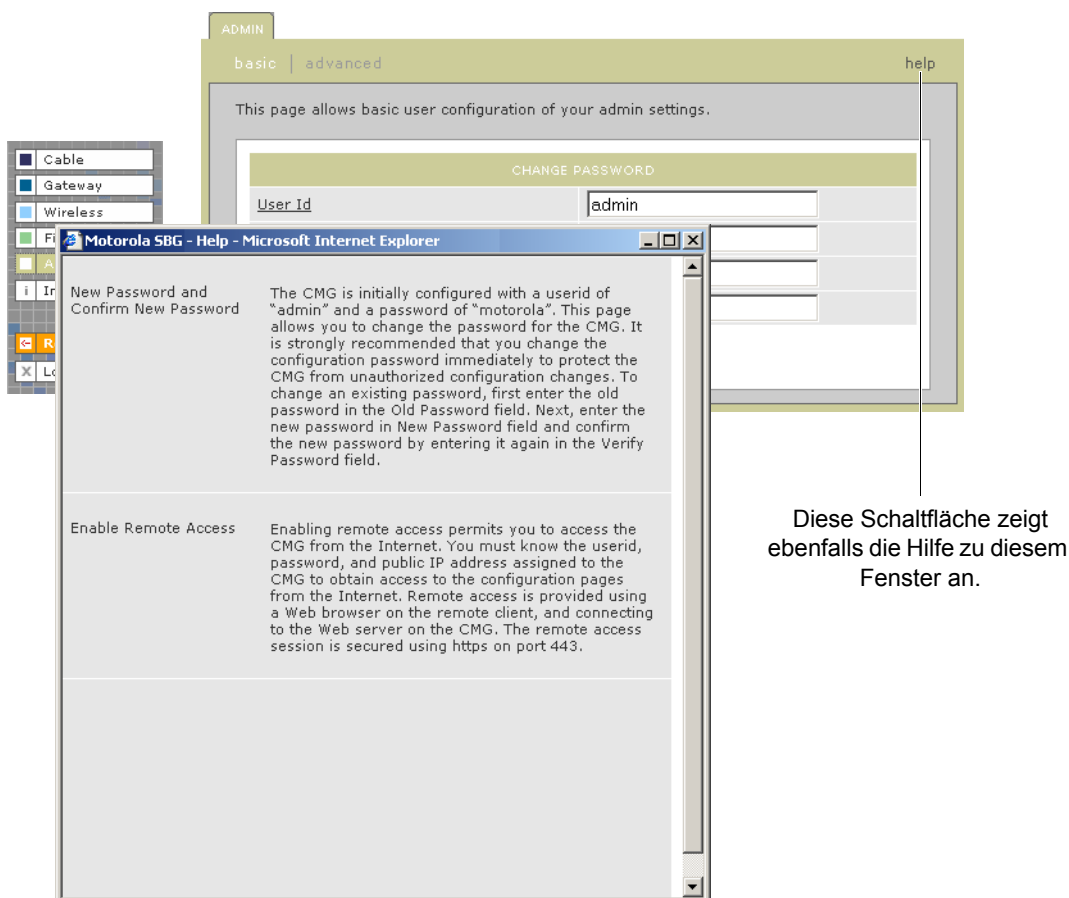 ADMIN
basic | advanced
help
This page allows basic user configuration of your admin settings.
CHANGE PASSWORD
User Id
admin
Cable
Gateway
Wireless
Fi
A
i Ir
R
X Lo
Motorola SBG - Help - Microsoft Internet Explorer
New Password and
Confirm New Password
The CMG is initially configured with a userid of
“admin” and a password of “motorola”. This page
allows you to change the password for the CMG. It
is strongly recommended that you change the
configuration password immediately to protect the
CMG from unauthorized configuration changes. To
change an existing password, first enter the old
password in the Old Password field. Next, enter the
new password in New Password field and confirm
the new password by entering it again in the Verify
Password field.
Enable Remote Access
Enabling remote access permits you to access the
CMG from the Internet. You must know the userid,
password, and public IP address assigned to the
CMG to obtain access to the configuration pages
from the Internet. Remote access is provided using
a Web browser on the remote client, and connecting
to the Web server on the CMG. The remote access
session is secured using https on port 443.
Diese Schaltfläche zeigt
ebenfalls die Hilfe zu diesem
Fenster an.